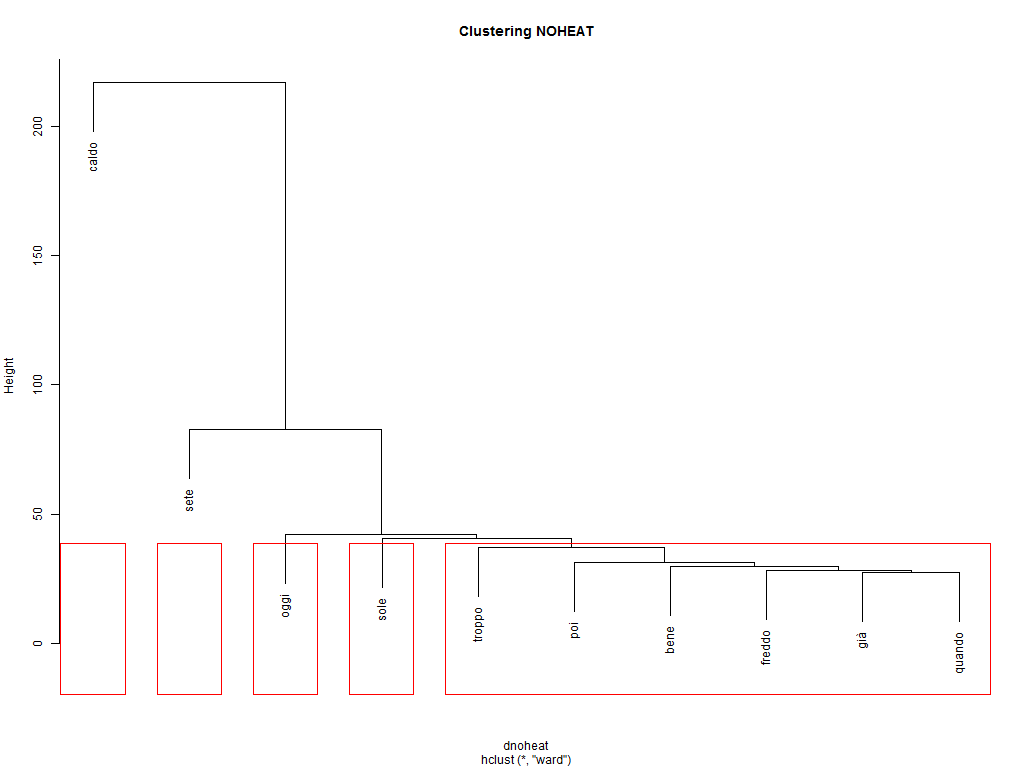 Clustering NOHEAT
Height
200
150
100
50
0
caldo
sete
oggi
sole
troppo
poi
bene
freddo
già
quando
dnoheat
hclust (*, "ward")